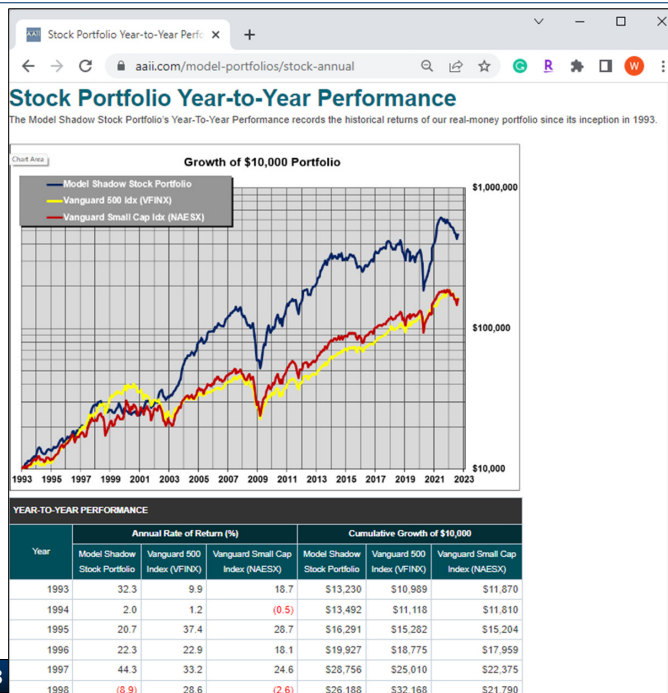 AAII Stock Portfolio Year-to-Year Perfo
aaii.com/model-portfolios/stock-annual
R
W
Stock Portfolio Year-to-Year Performance
The Model Shadow Stock Portfolio's Year-To-Year Performance records the historical returns of our real-money portfolio since its inception in 1993.
Chart Area
Growth of $10,000 Portfolio
Model Shadow Stock Portfolio
Vanguard 500 Idx (VFINX)
Vanguard Small Cap Idx (NAESX)
$1,000,000
$100,000
$10,000
1993 1995 1997 1999 2001 2003 2005 2007 2009 2011 2013 2015 2017 2019 2021 2023
YEAR-TO-YEAR PERFORMANCE
Annual Rate of Return (%) Cumulative Growth of $10,000
Year Model Shadow Vanguard 500 Vanguard Small Cap Model Shadow Vanguard 500 Vanguard Small Cap
Stock Portfolio Index (VFINX) Index (NAESX) Stock Portfolio Index (VFINX) Index (NAESX)
1993 32.3 9.9 18.7 $13,230 $10,989 $11,870
1994 2.0 1.2 (0.5) $13,492 $11,118 $11,810
1995 20.7 37.4 28.7 $16,291 $15,282 $15,204
1996 22.3 22.9 18.1 $19,927 $18,775 $17,959
1997 44.3 33.2 24.6 $28,756 $25,010 $22,375
1998 (8.9) 28.6 (2.6) $26,188 $32,168 $21,790